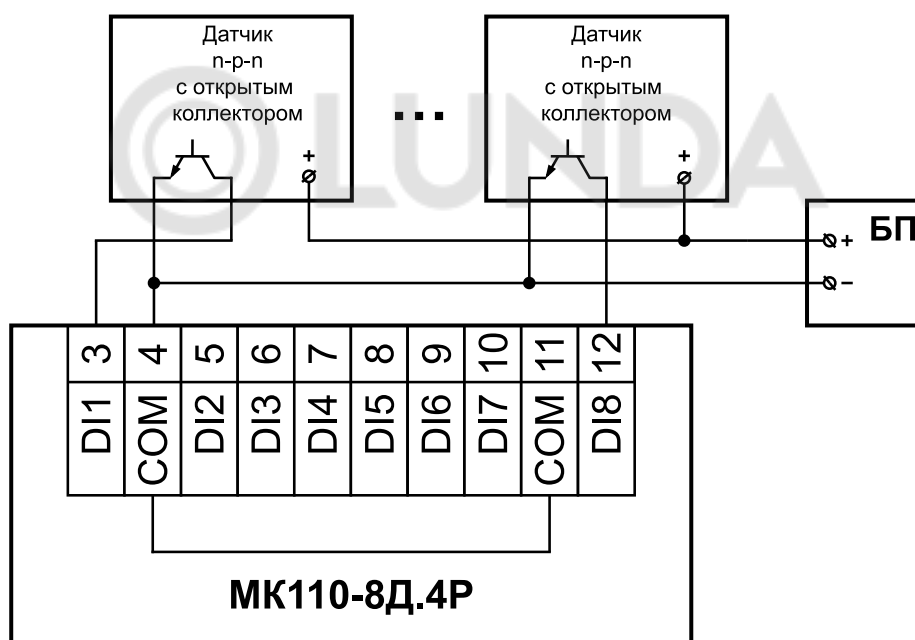 Датчик
n-p-n
с открытым
коллектором
+
...
Датчик
n-p-n
с открытым
коллектором
+
LUNDA
БП
+
–
3 4 5 6 7 8 9 10 11 12
DI1 COM DI2 DI3 DI4 DI5 DI6 DI7 COM DI8
МК110-8Д.4Р